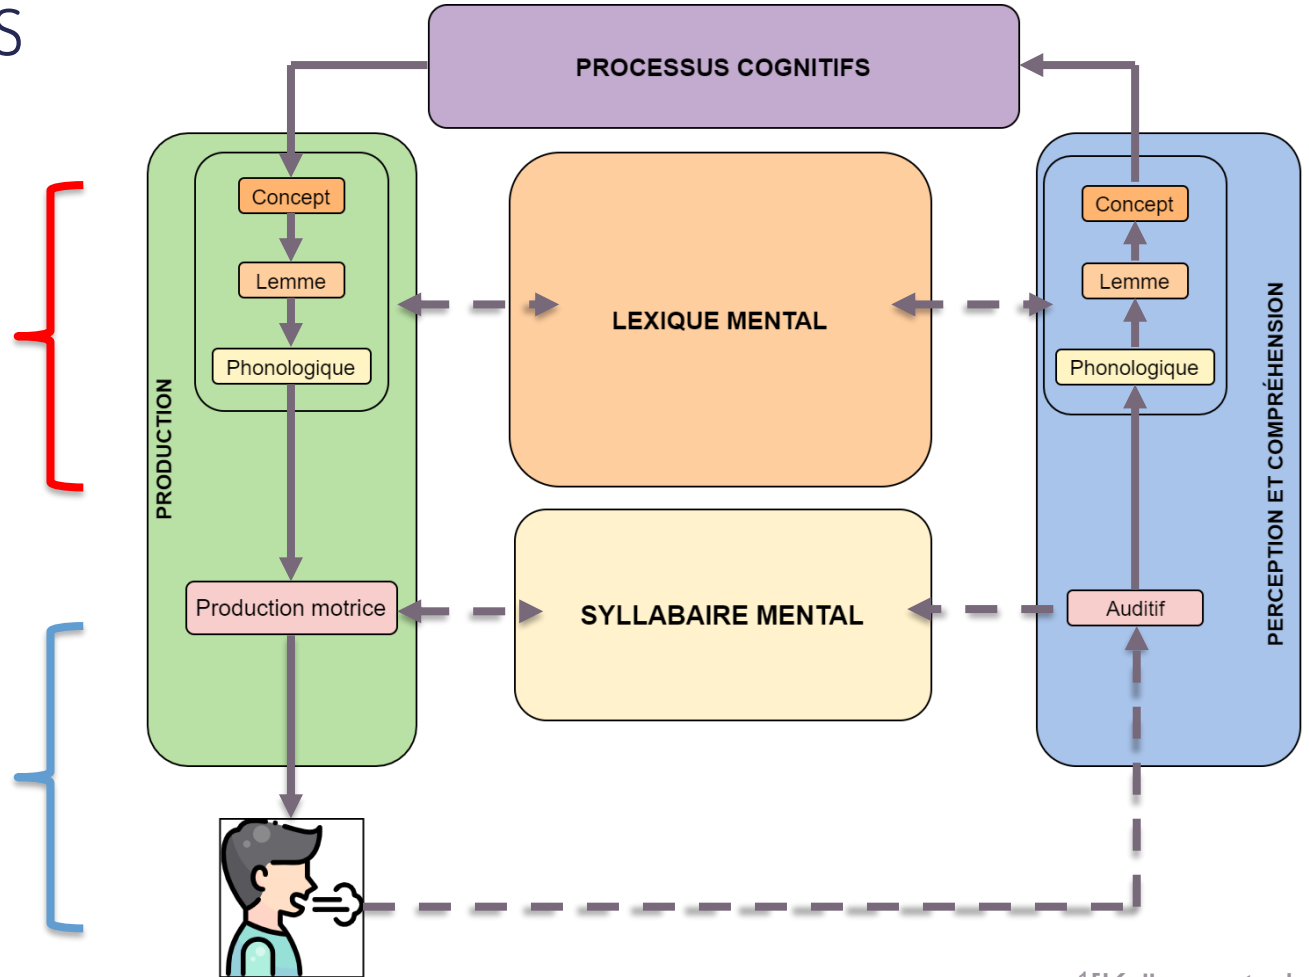 S
PROCESSUS COGNITIFS
PRODUCTION
Concept
Lemme
Phonologique
Production motrice
LEXIQUE MENTAL
SYLLABAIRE MENTAL
Concept
Lemme
Phonologique
Auditif
PERCEPTION ET COMPRÉHENSION